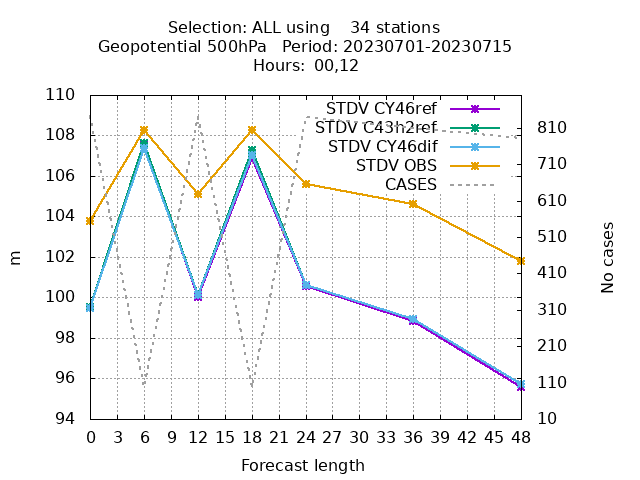 Selection: ALL using 34 stations
Geopotential 500hPa Period: 20230701-20230715
Hours: 00,12
STDV CY46ref
STDV C43h2ref
STDV CY46dif
STDV OBS
CASES
110
108
106
104
102
100
98
96
94
m
810
710
610
510
410
310
210
110
10
No cases
0 3 6 9 12 15 18 21 24 27 30 33 36 39 42 45 48
Forecast length